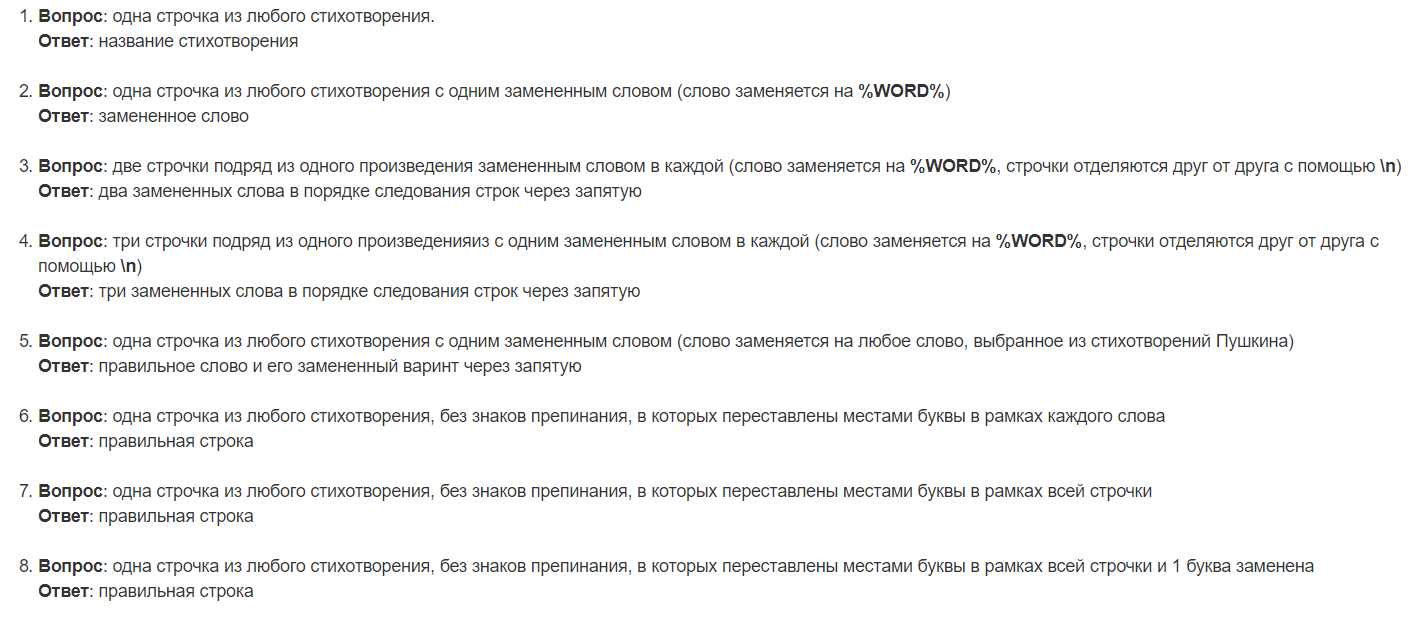 1. Вопрос: одна строчка из любого стихотворения.
Ответ: название стихотворения
2. Вопрос: одна строчка из любого стихотворения с одним замененным словом (слово заменяется на %WORD%)
Ответ: замененное слово
3. Вопрос: две строчки подряд из одного произведения замененным словом в каждой (слово заменяется на %WORD%, строчки отделяются друг от друга с помощью \n)
Ответ: два замененных слова в порядке следования строк через запятую
4. Вопрос: три строчки подряд из одного произведенияиз с одним замененным словом в каждой (слово заменяется на %WORD%, строчки отделяются друг от друга с
помощью \n)
Ответ: три замененных слова в порядке следования строк через запятую
5. Вопрос: одна строчка из любого стихотворения с одним замененным словом (слово заменяется на любое слово, выбранное из стихотворений Пушкина)
Ответ: правильное слово и его замененный варинт через запятую
6. Вопрос: одна строчка из любого стихотворения, без знаков препинания, в которых переставлены местами буквы в рамках каждого слова
Ответ: правильная строка
7. Вопрос: одна строчка из любого стихотворения, без знаков препинания, в которых переставлены местами буквы в рамках всей строчки
Ответ: правильная строка
8. Вопрос: одна строчка из любого стихотворения, без знаков препинания, в которых переставлены местами буквы в рамках всей строчки и 1 буква заменена
Ответ: правильная строка